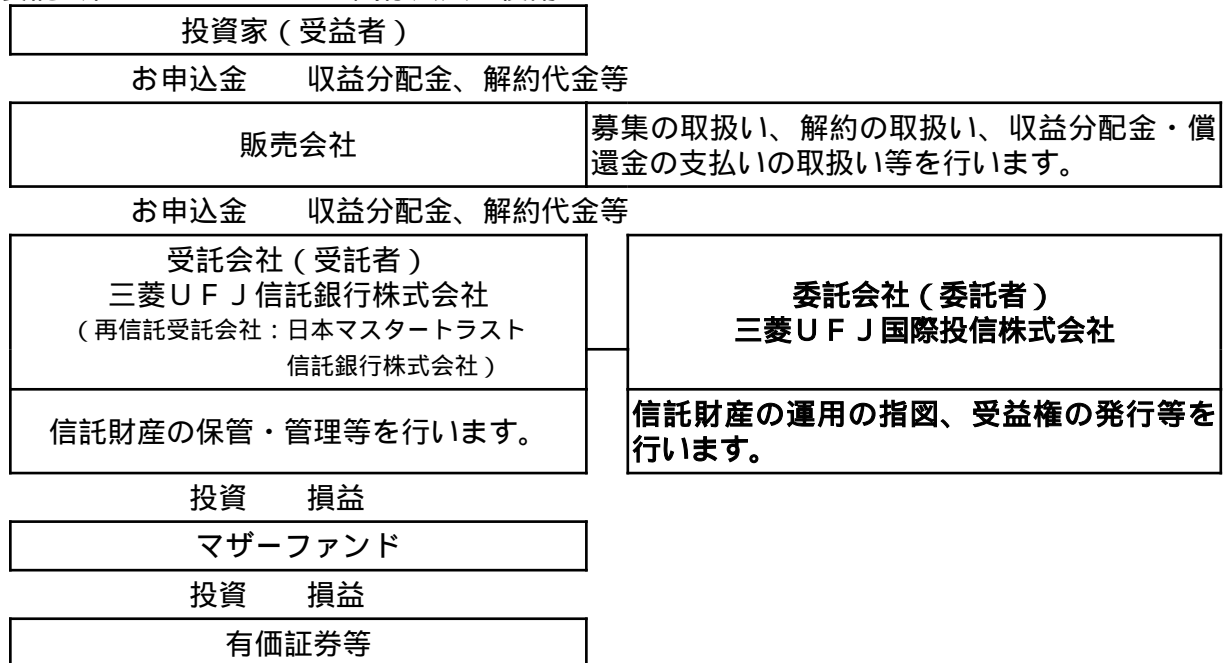 投資家（受益者）
お申込金　　収益分配金、解約代金等
販売会社
募集の取扱い、解約の取扱い、収益分配金・償
還金の支払いの取扱い等を行います。
お申込金　　収益分配金、解約代金等
受託会社（受託者）
三菱ＵＦＪ信託銀行株式会社
（再信託受託会社：日本マスタートラスト
信託銀行株式会社）
委託会社（委託者）
三菱ＵＦＪ国際投信株式会社
信託財産の保管・管理等を行います。
信託財産の運用の指図、受益権の発行等を
行います。
投資　　損益
マザーファンド
投資　　損益
有価証券等